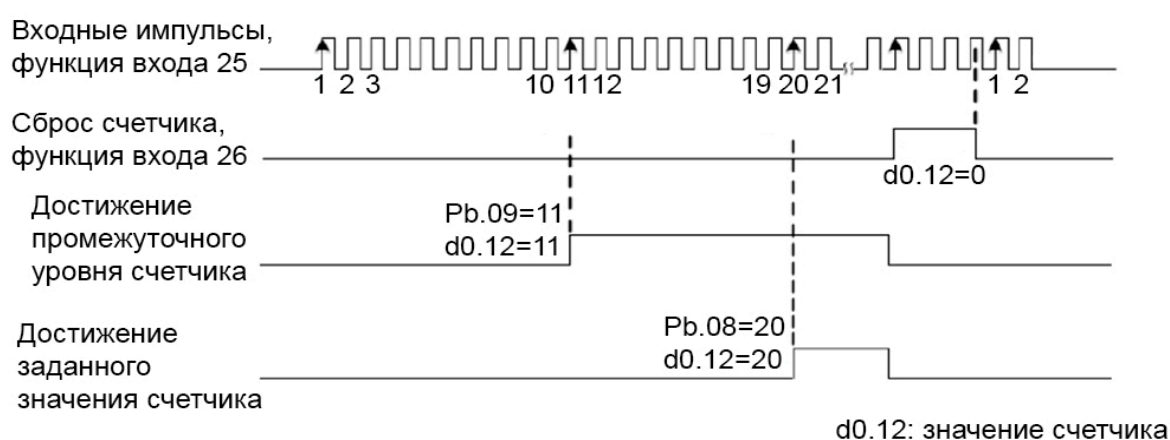 Входные импульсы,
функция входа 25
1 2 3
10 11 12
19 20 21
1 2
Сброс счетчика,
функция входа 26
d0.12=0
Достижение
промежуточного
уровня счетчика
Pb.09=11
d0.12=11
Достижение
заданного
значения счетчика
Pb.08=20
d0.12=20
d0.12: значение счетчика